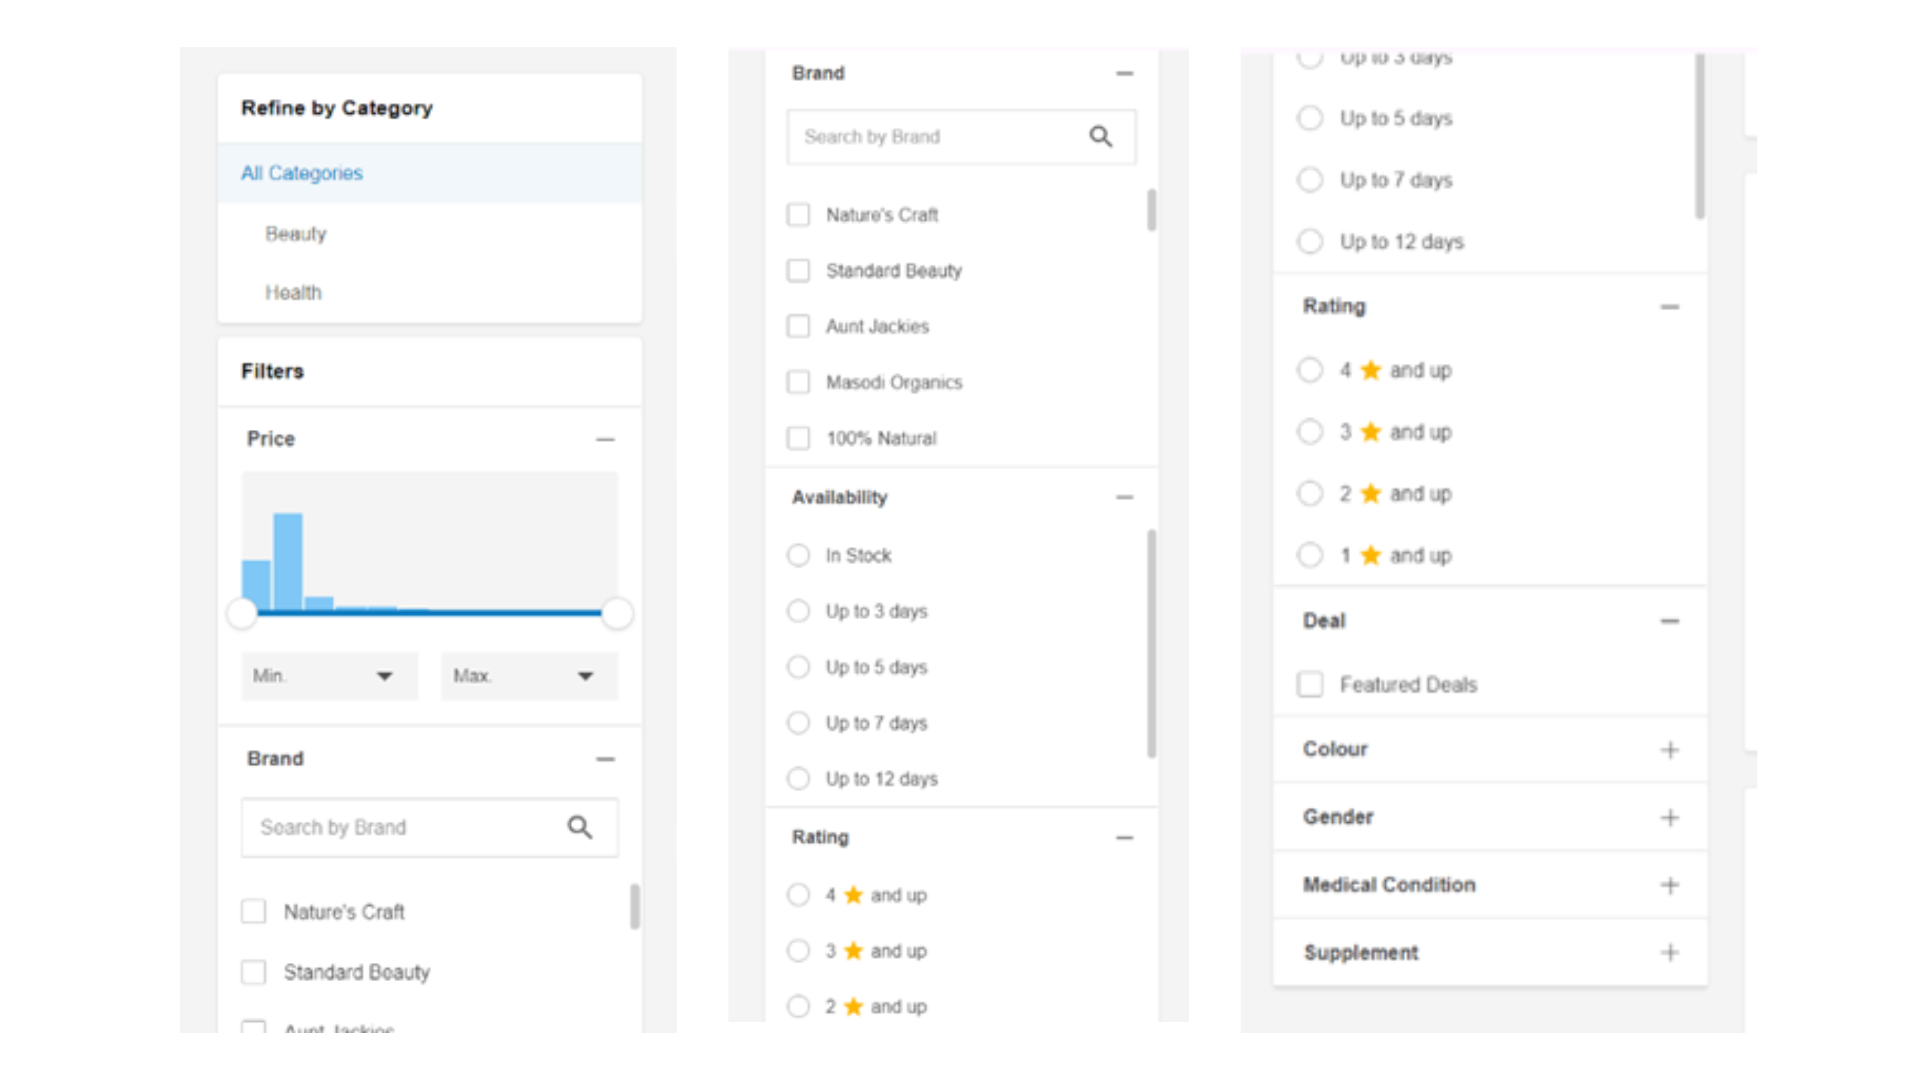 Refine by Category
All Categories
Beauty
Health
Filters
Price
Min.
Max.
Brand
Search by Brand
Nature's Craft
Standard Beauty
Aunt Jackies
Brand
Search by Brand
Nature's Craft
Standard Beauty
Aunt Jackies
Masodi Organics
100% Natural
Availability
In Stock
Up to 3 days
Up to 5 days
Up to 7 days
Up to 12 days
Rating
4 ★ and up
3 ★ and up
2 ★ and up
Up to 3 days
Up to 5 days
Up to 7 days
Up to 12 days
Rating
4 ★ and up
3 ★ and up
2 ★ and up
1 ★ and up
Deal
Featured Deals
Colour
Gender
Medical Condition
Supplement